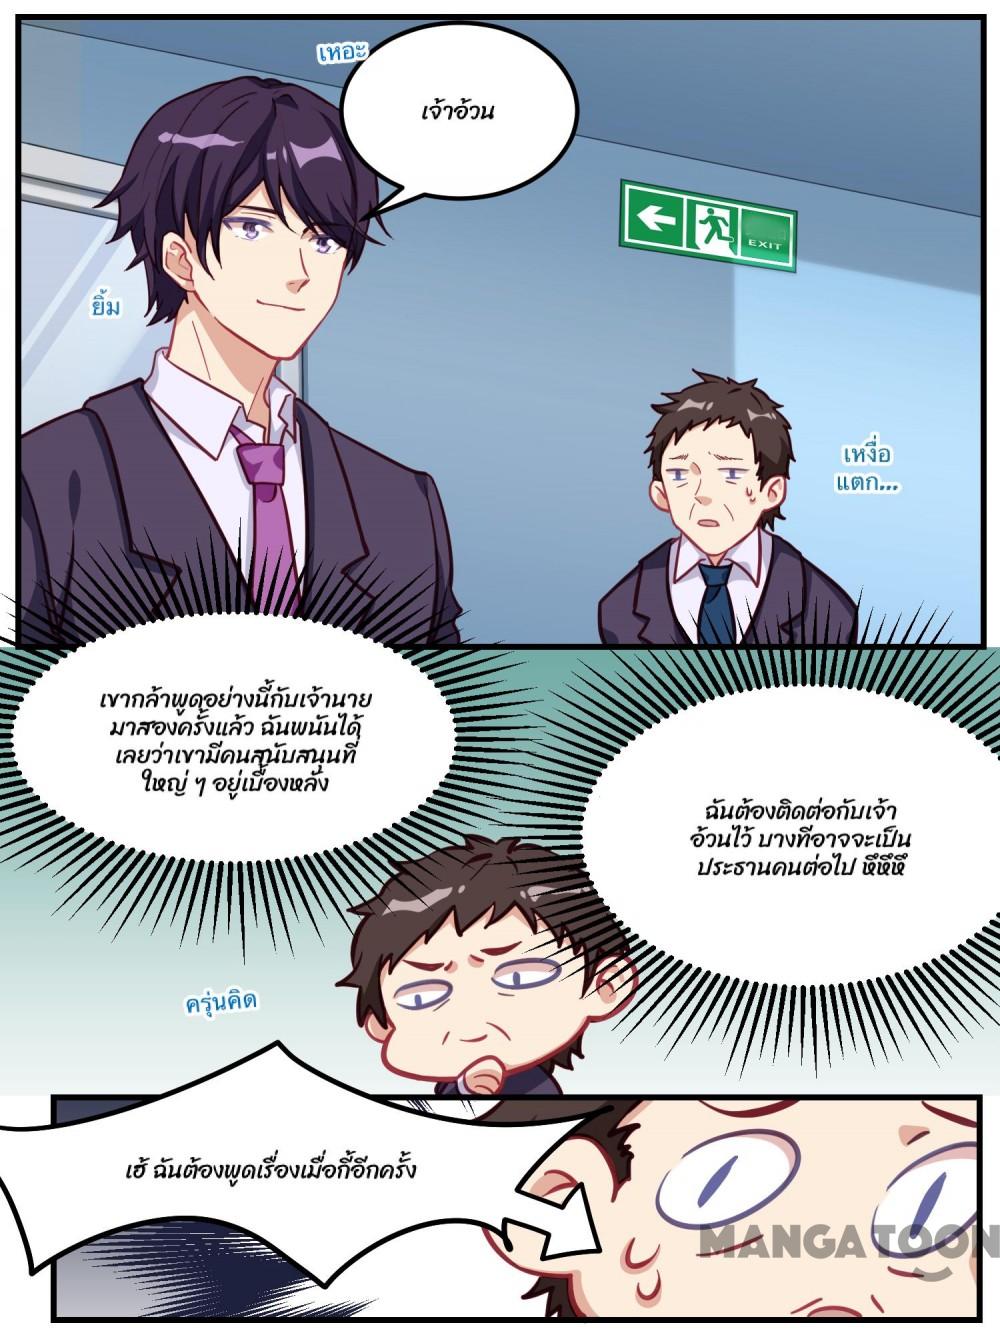 เหอะ
เจ้าอ้วน
EXIT
ยิ้ม
เหงื่อ
แตก...
เขากล้าพูดอย่างนี้กับเจ้านาย
มาสองครั้งแล้ว ฉันพนันได้
เลยว่าเขามีคนสนับสนุนที่
ใหญ่ ๆ อยู่เบื้องหลัง
ฉันต้องติดต่อกับเจ้า
อ้วนไว้ บางทีอาจจะเป็น
ประธานคนต่อไป หึหึหึ
ครุ่นคิด
เฮ้ ฉันต้องพูดเรื่องเมื่อกี้อีกครั้ง
MANGATOON